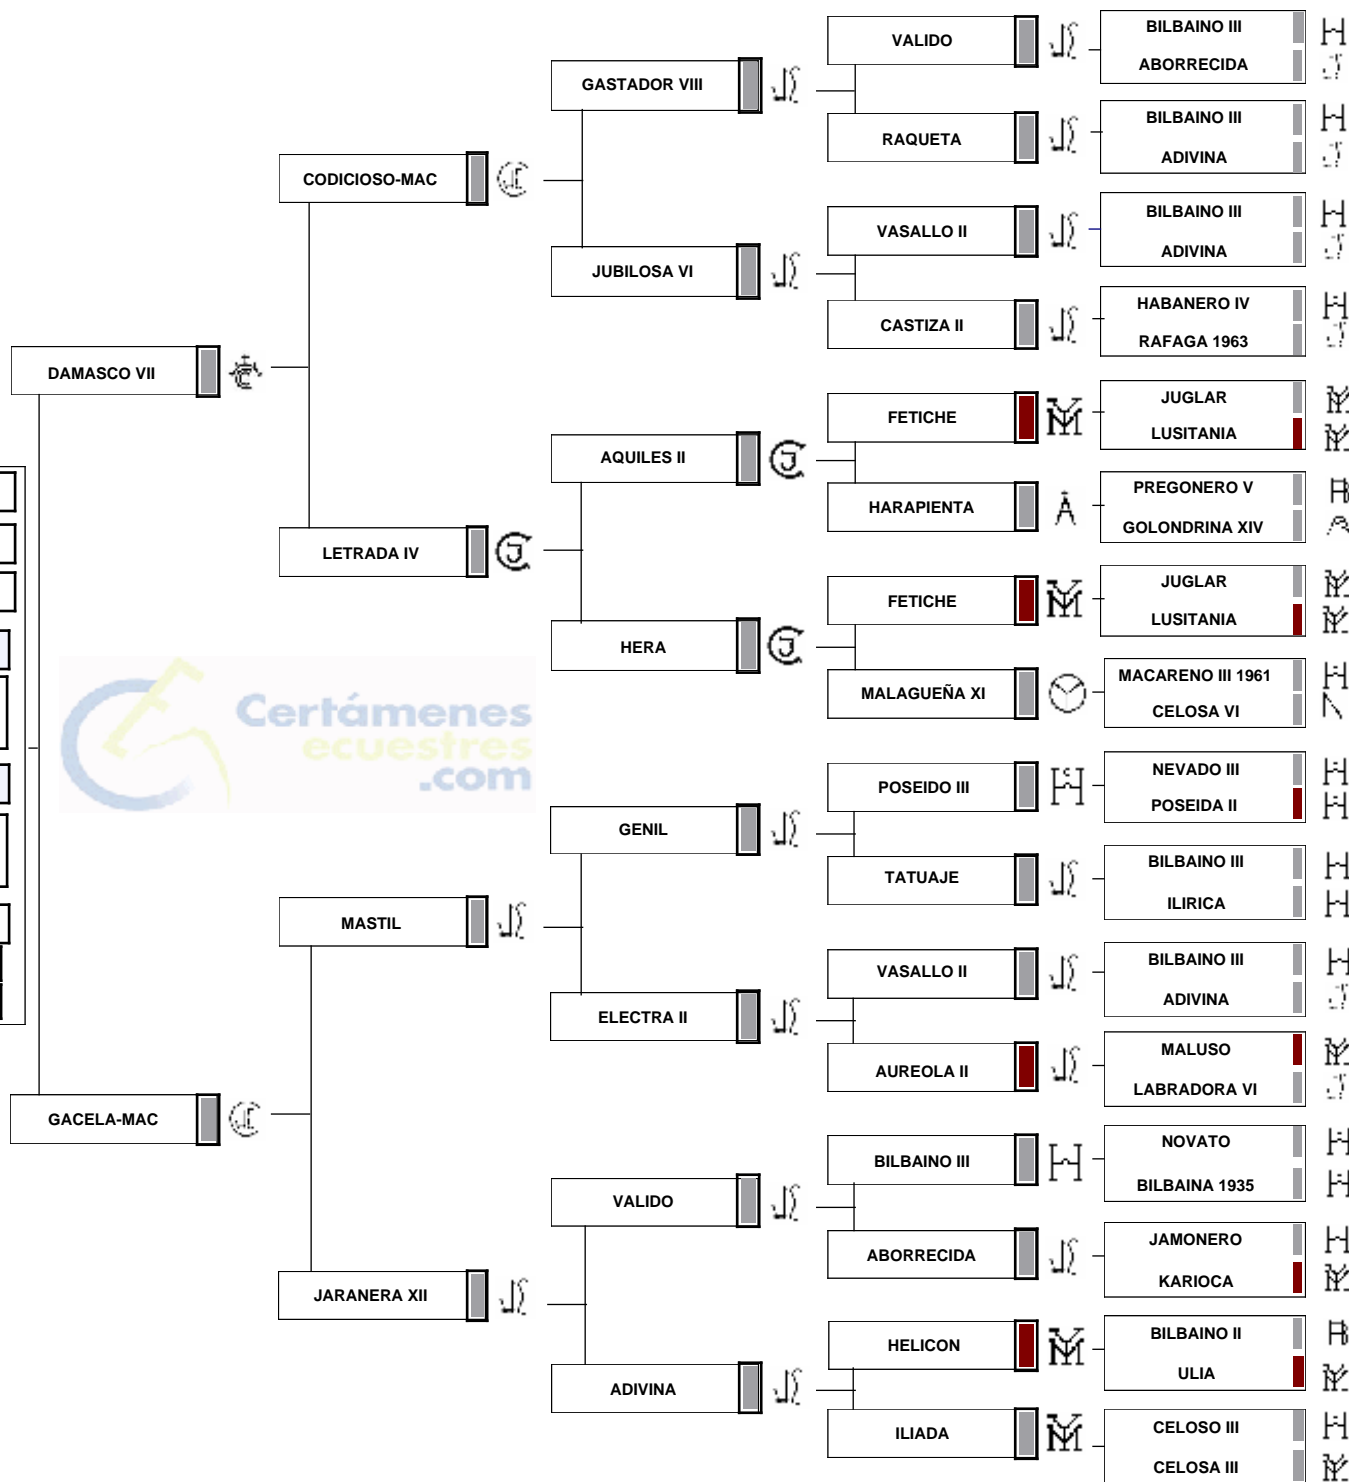 DAMASCO VII
GACELA-MAC
CODICIOSO-MAC
LETRADA IV
MASTIL
JARANERA XII
GASTADOR VIII
JUBILOSA VI
AQUILES II
HERA
GENIL
ELECTRA II
VALIDO
ADIVINA
VALIDO
RAQUETA
VASALLO II
CASTIZA II
FETICHE
HARAPIENTA
FETICHE
MALAGUEÑA XI
POSEIDO III
TATUAJE
VASALLO II
AUREOLA II
BILBAINO III
ABORRECIDA
HELICON
ILIADA
BILBAINO III
ABORRECIDA
BILBAINO III
ADIVINA
BILBAINO III
ADIVINA
HABANERO IV
RAFAGA 1963
JUGLAR
LUSITANIA
PREGONERO V
GOLONDRINA XIV
JUGLAR
LUSITANIA
MACARENO III 1961
CELOSA VI
NEVADO III
POSEIDA II
BILBAINO III
ILIRICA
BILBAINO III
ADIVINA
MALUSO
LABRADORA VI
NOVATO
BILBAINA 1935
JAMONERO
KARIOCA
BILBAINO II
ULIA
CELOSO III
CELOSA III
Certámenes
ecuestres
.com